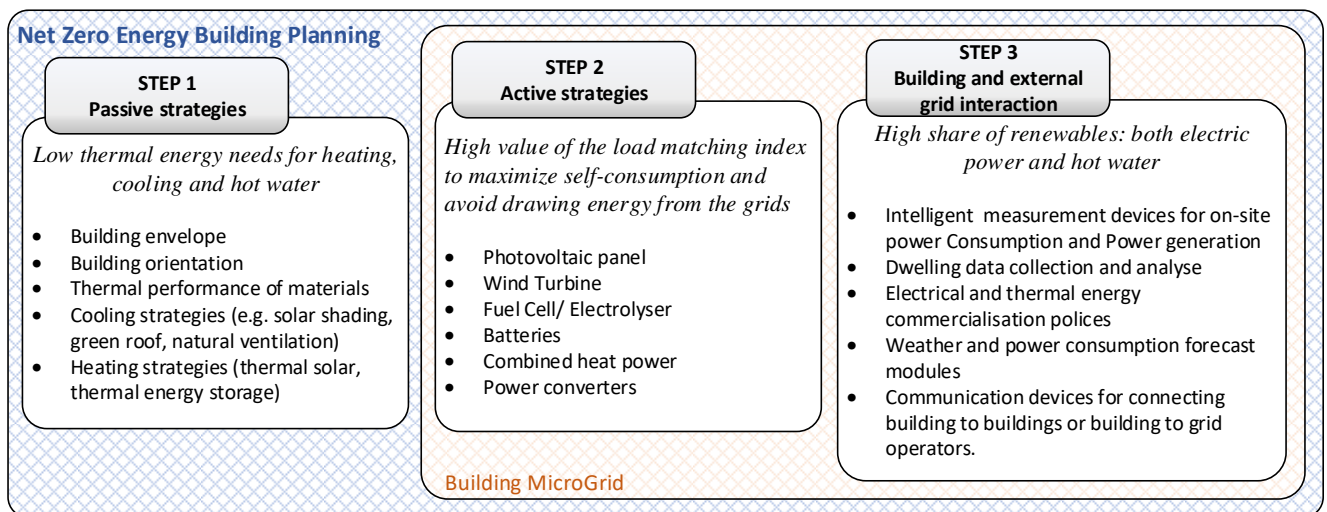 Net Zero Energy Building Planning
STEP 1
Passive strategies
Low thermal energy needs for heating,
cooling and hot water
• Building envelope
• Building orientation
• Thermal performance of materials
• Cooling strategies (e.g. solar shading,
green roof, natural ventilation)
• Heating strategies (thermal solar,
thermal energy storage)
STEP 2
Active strategies
High value of the load matching index
to maximize self-consumption and
avoid drawing energy from the grids
• Photovoltaic panel
• Wind Turbine
• Fuel Cell/ Electrolyser
• Batteries
• Combined heat power
• Power converters
STEP 3
Building and external
grid interaction
High share of renewables: both electric
power and hot water
• Intelligent measurement devices for on-site
power Consumption and Power generation
• Dwelling data collection and analyse
• Electrical and thermal energy
commercialisation polices
• Weather and power consumption forecast
modules
• Communication devices for connecting
building to buildings or building to grid
operators.
Building MicroGrid